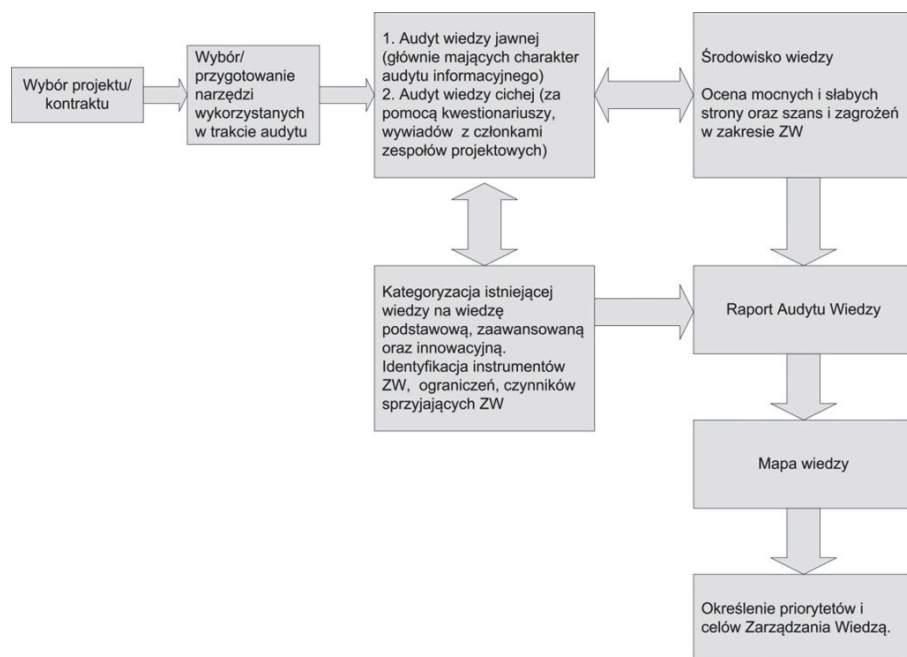 Wybór projektu/
kontraktu
Wybór/
przygotowanie
narzędzi
wykorzystanych
w trakcie audytu
1. Audyt wiedzy jawnej
(głównie mających charakter
audytu informacyjnego)
2. Audyt wiedzy cichej (za
pomocą kwestionariuszy,
wywiadów z członkami
zespołów projektowych)
Środowisko wiedzy
Ocena mocnych i słabych
strony oraz szans i zagrożeń
w zakresie ZW
Kategoryzacja istniejącej
wiedzy na wiedzę
podstawową, zaawansowaną
oraz innowacyjną.
Identyfikacja instrumentów
ZW, ograniczeń, czynników
sprzyjających ZW
Raport Audytu Wiedzy
Mapa wiedzy
Określenie priorytetów i
celów Zarządzania Wiedzą.